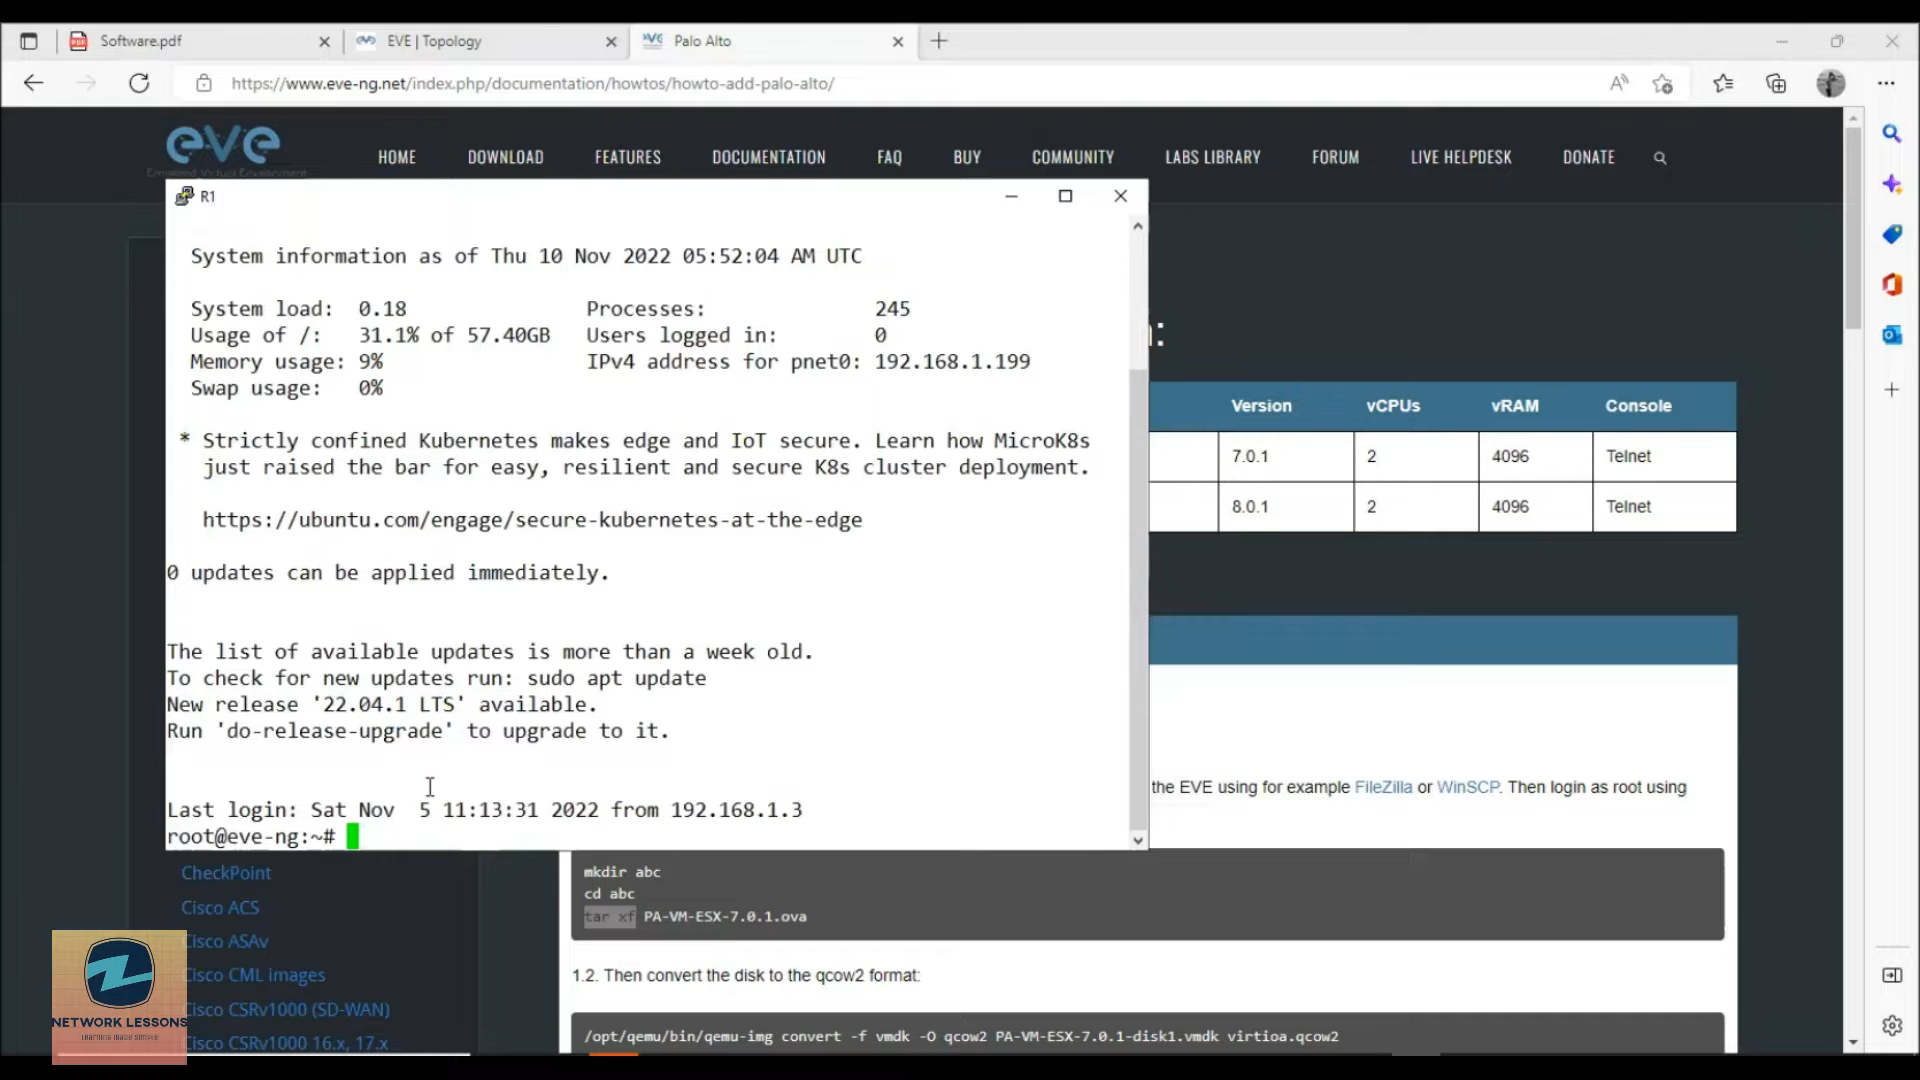 Software.pdf
EVE | Topology
Palo Alto
https://www.eve-ng.net/index.php/documentation/howtos/howto-add-palo-alto/
eve
HOME
DOWNLOAD
FEATURES
DOCUMENTATION
FAQ
BUY
COMMUNITY
LABS LIBRARY
FORUM
LIVE HELPDESK
DONATE
R1
System information as of Thu 10 Nov 2022 05:52:04 AM UTC
System load: 0.18 Processes: 245
Usage of /: 31.1% of 57.40GB Users logged in: 0
Memory usage: 9% IPv4 address for pnet0: 192.168.1.199
Swap usage: 0%
* Strictly confined Kubernetes makes edge and IoT secure. Learn how MicroK8s
just raised the bar for easy, resilient and secure K8s cluster deployment.
https://ubuntu.com/engage/secure-kubernetes-at-the-edge
0 updates can be applied immediately.
The list of available updates is more than a week old.
To check for new updates run: sudo apt update
New release '22.04.1 LTS' available.
Run 'do-release-upgrade' to upgrade to it.
Last login: Sat Nov 5 11:13:31 2022 from 192.168.1.3
root@eve-ng:~#
Version vCPUs vRAM Console
7.0.1 2 4096 Telnet
8.0.1 2 4096 Telnet
the EVE using for example FileZilla or WinSCP. Then login as root using
mkdir abc
cd abc
tar xf PA-VM-ESX-7.0.1.ova
1.2. Then convert the disk to the qcow2 format:
/opt/qemu/bin/qemu-img convert -f vmdk -O qcow2 PA-VM-ESX-7.0.1-disk1.vmdk virtioa.qcow2
CheckPoint
Cisco ACS
Cisco ASAv
Cisco CML images
Cisco CSRv1000 (SD-WAN)
Cisco CSRv1000 16.x, 17.x
NETWORK LESSONS
learning made simple